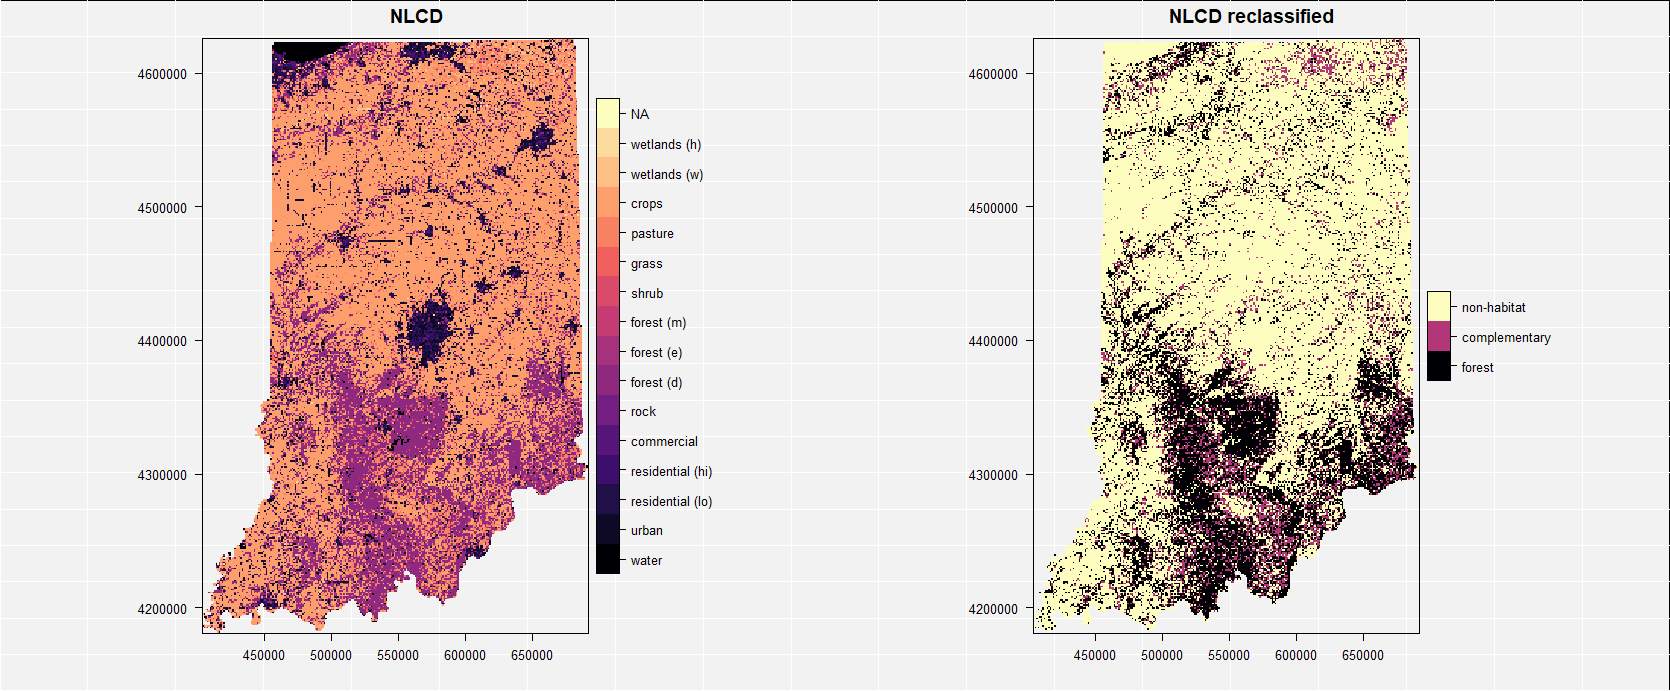 NLCD
4600000
4500000
4400000
4300000
4200000
450000 500000 550000 600000 650000
NA
wetlands (h)
wetlands (w)
crops
pasture
grass
shrub
forest (m)
forest (e)
forest (d)
rock
commercial
residential (hi)
residential (lo)
urban
water
NLCD reclassified
4600000
4500000
4400000
4300000
4200000
450000 500000 550000 600000 650000
non-habitat
complementary
forest